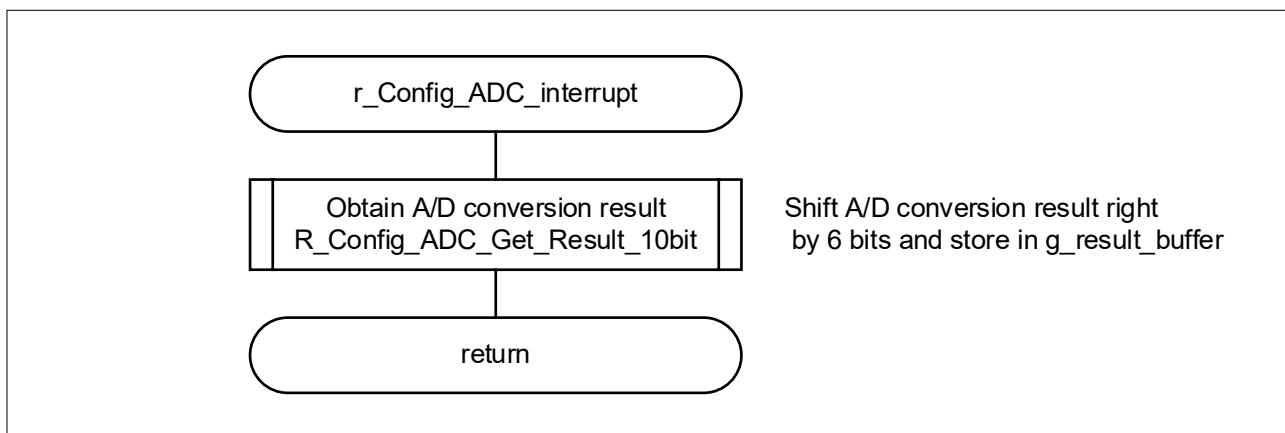 r_Config_ADC_interrupt
Obtain A/D conversion result
R_Config_ADC_Get_Result_10bit
Shift A/D conversion result right
by 6 bits and store in g_result_buffer
return